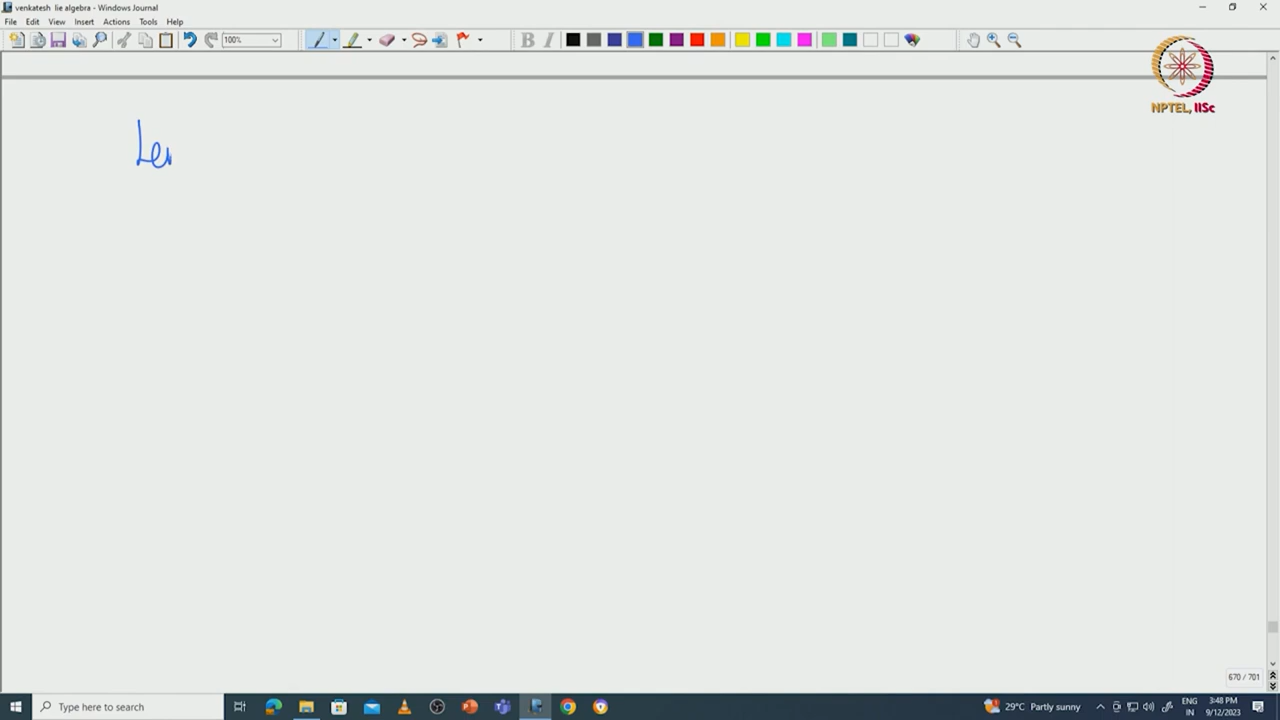 venkatesh lie algebra - Windows Journal
File Edit View Insert Actions Tools Help
100%
B I
NPTEL, IISc
Le
670 / 701
Type here to search
29°C Partly sunny
ENG
IN
3:48 PM
9/12/2023